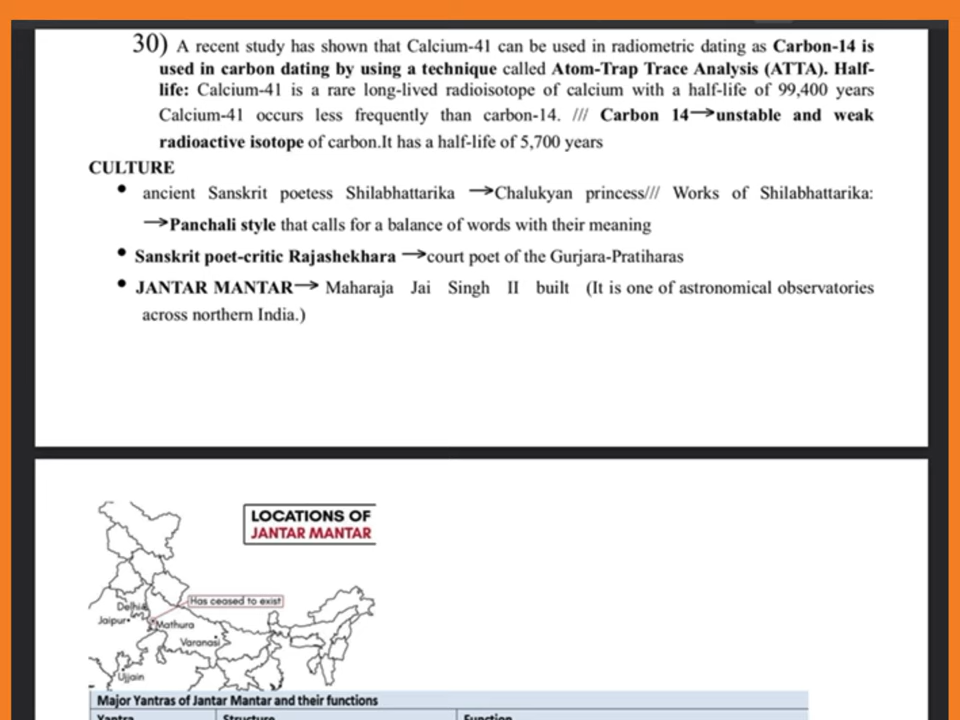 30) A recent study has shown that Calcium-41 can be used in radiometric dating as Carbon-14 is
used in carbon dating by using a technique called Atom-Trap Trace Analysis (ATTA). Half-
life: Calcium-41 is a rare long-lived radioisotope of calcium with a half-life of 99,400 years
Calcium-41 occurs less frequently than carbon-14. /// Carbon 14→unstable and weak
radioactive isotope of carbon.It has a half-life of 5,700 years
CULTURE
• ancient Sanskrit poetess Shilabhattarika →Chalukyan princess/// Works of Shilabhattarika:
→Panchali style that calls for a balance of words with their meaning
• Sanskrit poet-critic Rajashekhara →court poet of the Gurjara-Pratiharas
• JANTAR MANTAR→ Maharaja Jai Singh II built (It is one of astronomical observatories
across northern India.)
LOCATIONS OF
JANTAR MANTAR
Has ceased to exist
Delhi
Jaipur
Mathura
Varanasi
Ujjain
Major Yantras of Jantar Mantar and their functions
Yantra Structure Function